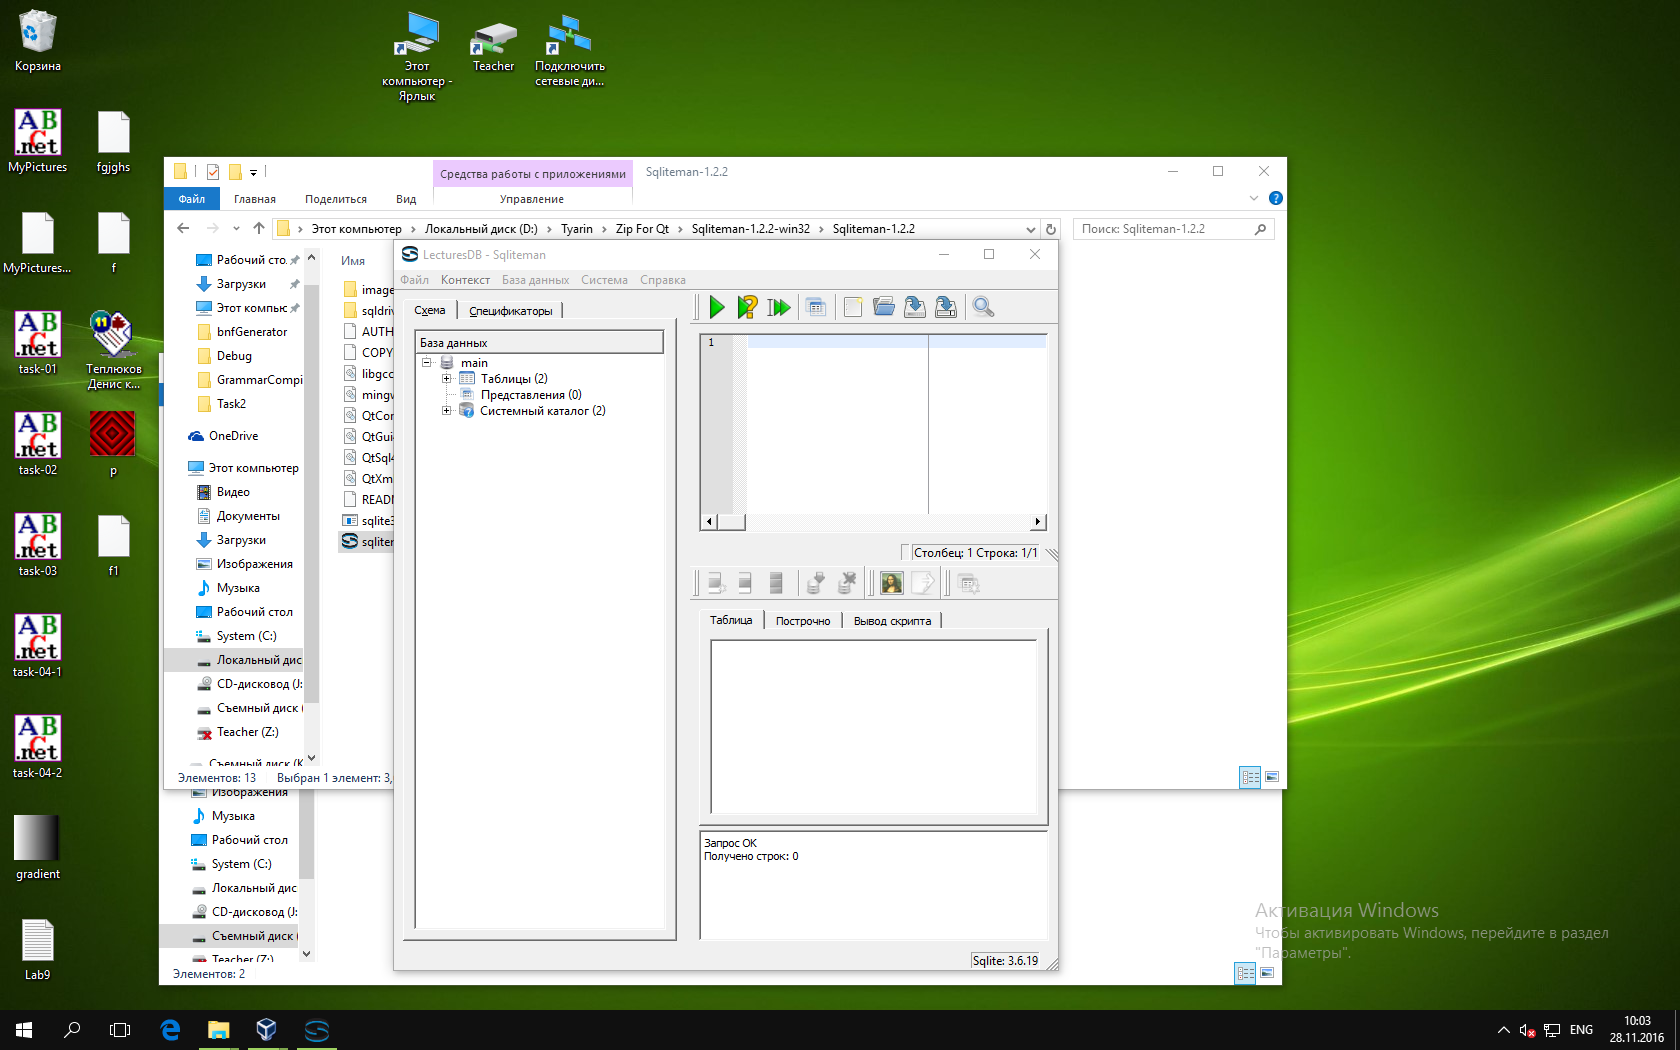 Корзина
MyPictures
fgjghs
MyPictures...
f
task-01
Теплюков
Денис к...
task-02
p
task-03
f1
task-04-1
task-04-2
gradient
Lab9
Этот
компьютер -
Ярлык
Teacher
Подключить
сетевые ди...
Средства работы с приложениями
Sqliteman-1.2.2
Файл
Главная
Поделиться
Вид
Управление
Этот компьютер
Локальный диск (D:)
Tyarin
Zip For Qt
Sqliteman-1.2.2-win32
Sqliteman-1.2.2
Поиск: Sqliteman-1.2.2
Рабочий сто.
Загрузки
Этот компьк
bnfGenerator
Debug
GrammarCompi
Task2
OneDrive
Этот компьютер
Видео
Документы
Загрузки
Изображения
Музыка
Рабочий стол
System (C:)
Локальный дис
CD-дисковод (J:
Съемный диск (
Teacher (Z:)
Съемный диск (K
Элементов: 13
Выбран 1 элемент: 3,
Имя
image
sqldriv
AUTH
COPY
libgcc
mingw
QtCor
QtGui
QtSql4
QtXm
READM
sqlite3
sqliter
LecturesDB - Sqliteman
Файл
Контекст
База данных
Система
Справка
Схема
Спецификаторы
База данных
main
Таблицы (2)
Представления (0)
Системный каталог (2)
1
Столбец: 1 Строка: 1/1
Таблица
Построчно
Вывод скрипта
Запрос OK
Получено строк: 0
Sqlite: 3.6.19
Изображения
Музыка
Рабочий стол
System (C:)
Локальный дис
CD-дисковод (J:
Съемный диск (
Teacher (Z:)
Элементов: 2
Активация Windows
Чтобы активировать Windows, перейдите в раздел
"Параметры".
ENG
10:03
28.11.2016